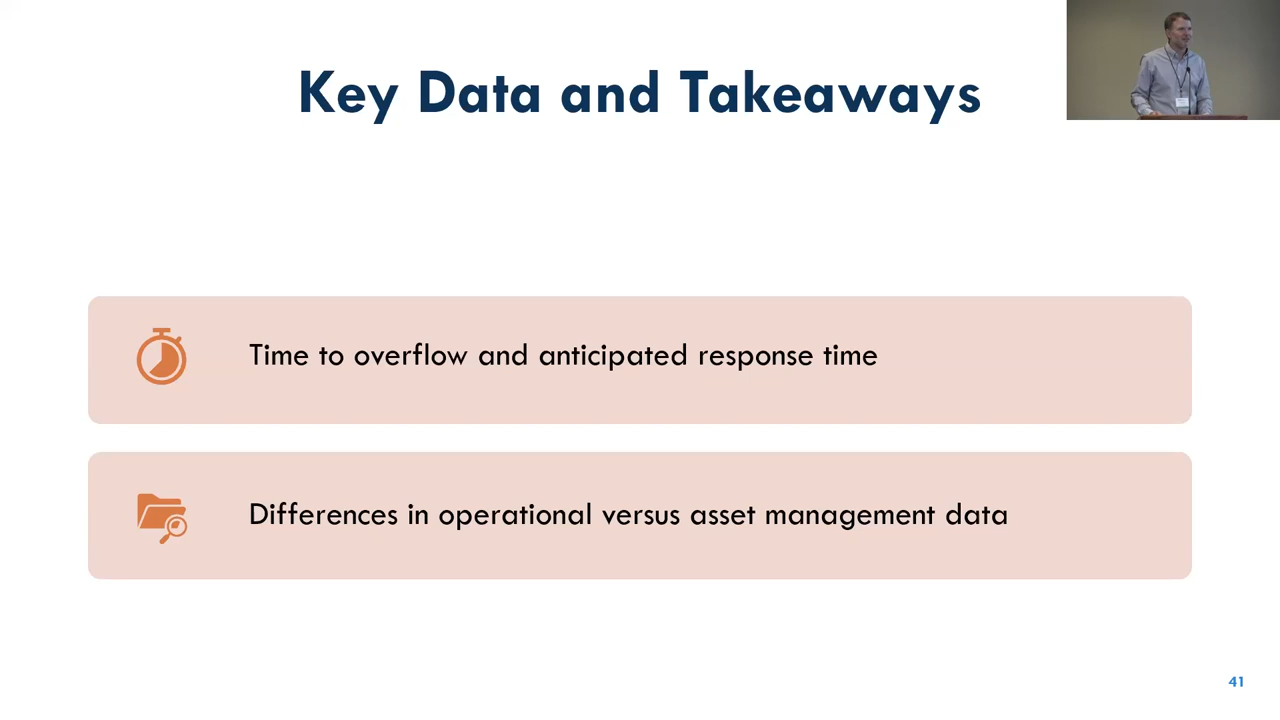 Key Data and Takeaways
Time to overflow and anticipated response time
Differences in operational versus asset management data
41